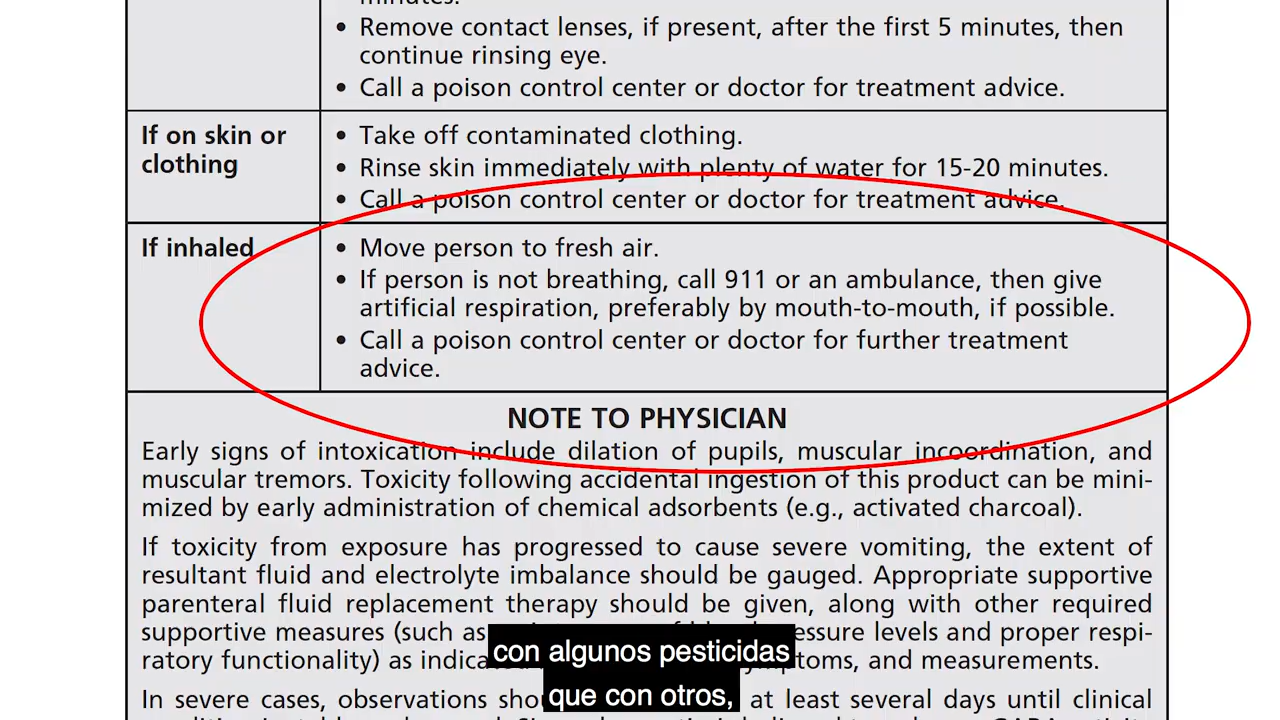 minutes.
• Remove contact lenses, if present, after the first 5 minutes, then
continue rinsing eye.
• Call a poison control center or doctor for treatment advice.
If on skin or
clothing
• Take off contaminated clothing.
• Rinse skin immediately with plenty of water for 15-20 minutes.
• Call a poison control center or doctor for treatment advice.
If inhaled
• Move person to fresh air.
• If person is not breathing, call 911 or an ambulance, then give
artificial respiration, preferably by mouth-to-mouth, if possible.
• Call a poison control center or doctor for further treatment
advice.
NOTE TO PHYSICIAN
Early signs of intoxication include dilation of pupils, muscular incoordination, and
muscular tremors. Toxicity following accidental ingestion of this product can be mini-
mized by early administration of chemical adsorbents (e.g., activated charcoal).
If toxicity from exposure has progressed to cause severe vomiting, the extent of
resultant fluid and electrolyte imbalance should be gauged. Appropriate supportive
parenteral fluid replacement therapy should be given, along with other required
supportive measures (such as levels and proper respi-
ratory functionality) as and measurements.
In severe cases, observations at least several days until clinical
con algunos pesticidas
que con otros,